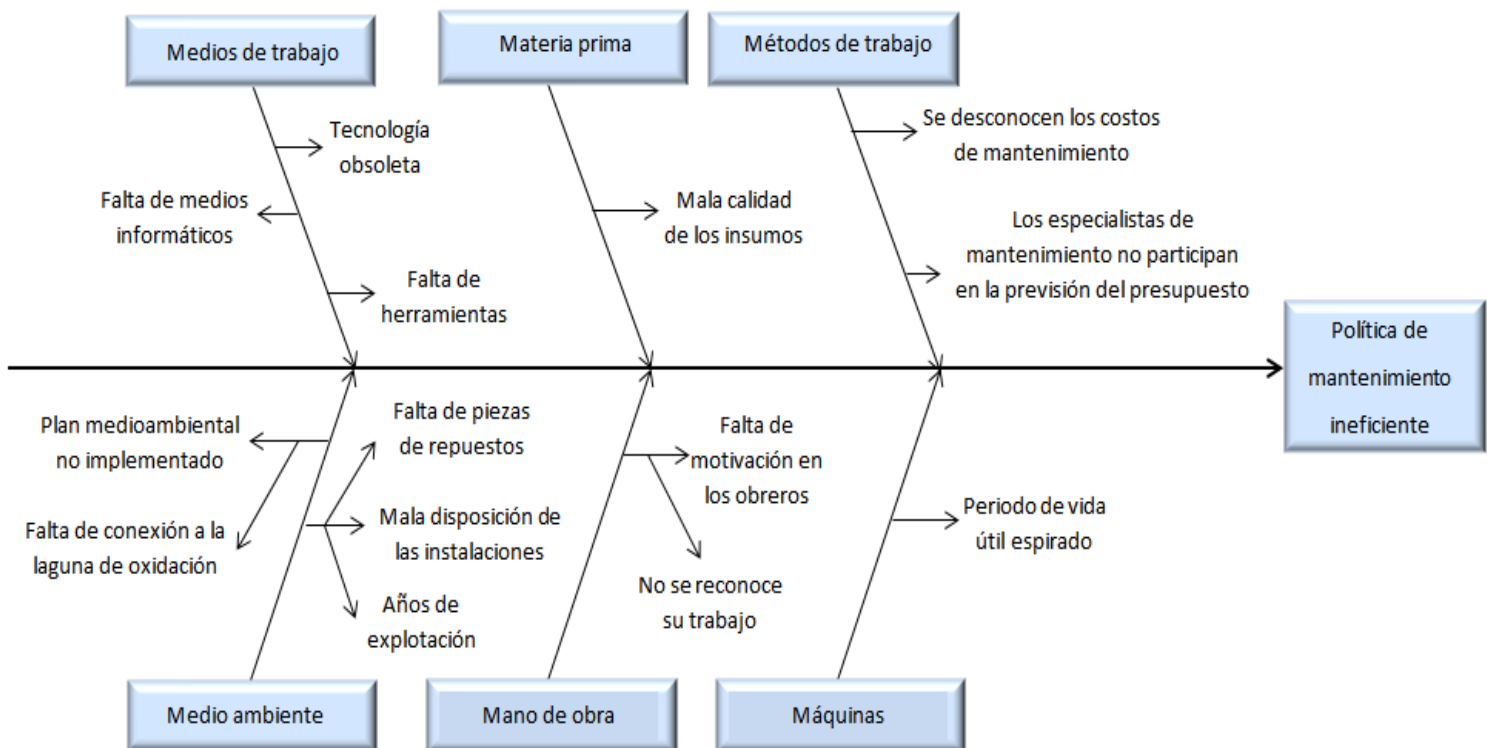 Medios de trabajo
Materia prima
Métodos de trabajo
Tecnología
obsoleta
Falta de medios
informáticos
Falta de
herramientas
Mala calidad
de los insumos
Se desconocen los costos
de mantenimiento
Los especialistas de
mantenimiento no participan
en la previsión del presupuesto
Política de
mantenimiento
ineficiente
Plan medioambiental
no implementado
Falta de conexión a la
laguna de oxidación
Falta de piezas
de repuestos
Mala disposición de
las instalaciones
Años de
explotación
Falta de
motivación en
los obreros
No se reconoce
su trabajo
Periodo de vida
útil espirado
Medio ambiente
Mano de obra
Máquinas